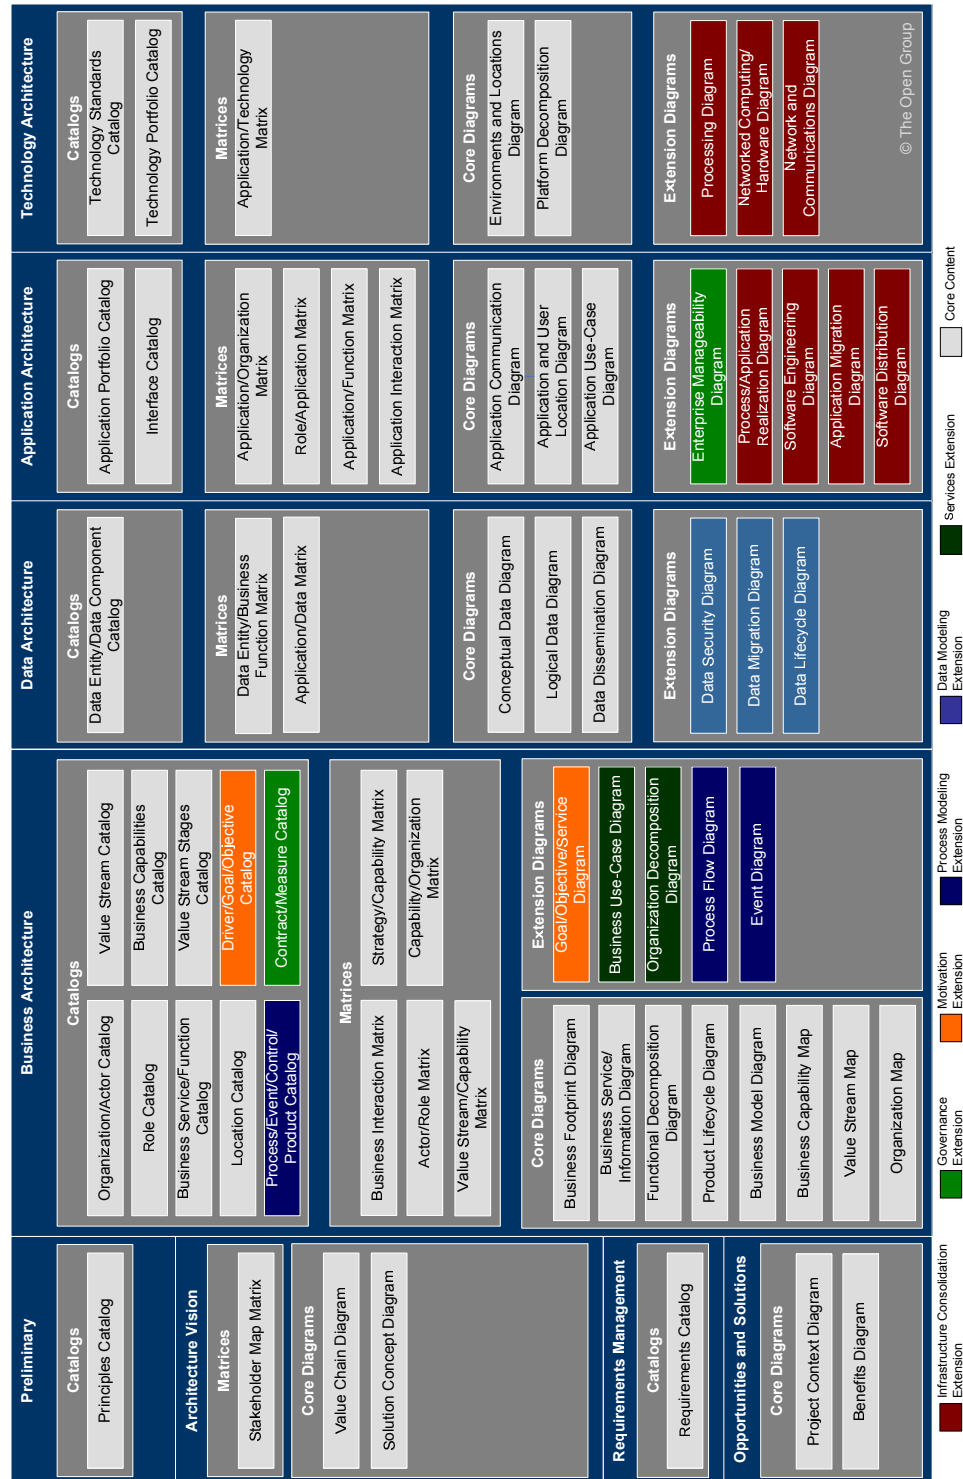 Preliminary
Catalogs
Principles Catalog
Architecture Vision
Matrices
Stakeholder Map Matrix
Core Diagrams
Value Chain Diagram
Solution Concept Diagram
Requirements Management
Catalogs
Requirements Catalog
Opportunities and Solutions
Core Diagrams
Project Context Diagram
Benefits Diagram
Business Architecture
Catalogs
Organization/Actor Catalog
Role Catalog
Business Service/Function
Catalog
Location Catalog
Process/Event/Control/
Product Catalog
Value Stream Catalog
Business Capabilities
Catalog
Value Stream Stages
Catalog
Driver/Goal/Objective
Catalog
Contract/Measure Catalog
Matrices
Business Interaction Matrix
Actor/Role Matrix
Value Stream/Capability
Matrix
Strategy/Capability Matrix
Capability/Organization
Matrix
Core Diagrams
Business Footprint Diagram
Business Service/
Information Diagram
Functional Decomposition
Diagram
Product Lifecycle Diagram
Business Model Diagram
Business Capability Map
Value Stream Map
Organization Map
Extension Diagrams
Goal/Objective/Service
Diagram
Business Use-Case Diagram
Organization Decomposition
Diagram
Process Flow Diagram
Event Diagram
Data Architecture
Catalogs
Data Entity/Data Component
Catalog
Matrices
Data Entity/Business
Function Matrix
Application/Data Matrix
Core Diagrams
Conceptual Data Diagram
Logical Data Diagram
Data Dissemination Diagram
Extension Diagrams
Data Security Diagram
Data Migration Diagram
Data Lifecycle Diagram
Application Architecture
Catalogs
Application Portfolio Catalog
Interface Catalog
Matrices
Application/Organization
Matrix
Role/Application Matrix
Application/Function Matrix
Application Interaction Matrix
Core Diagrams
Application Communication
Diagram
Application and User
Location Diagram
Application Use-Case
Diagram
Extension Diagrams
Enterprise Manageability
Diagram
Process/Application
Realization Diagram
Software Engineering
Diagram
Application Migration
Diagram
Software Distribution
Diagram
Technology Architecture
Catalogs
Technology Standards
Catalog
Technology Portfolio Catalog
Matrices
Application/Technology
Matrix
Core Diagrams
Environments and Locations
Diagram
Platform Decomposition
Diagram
Extension Diagrams
Processing Diagram
Networked Computing/
Hardware Diagram
Network and
Communications Diagram
© The Open Group
Infrastructure Consolidation
Extension
Governance
Extension
Motivation
Extension
Process Modeling
Extension
Data Modeling
Extension
Services Extension
Core Content